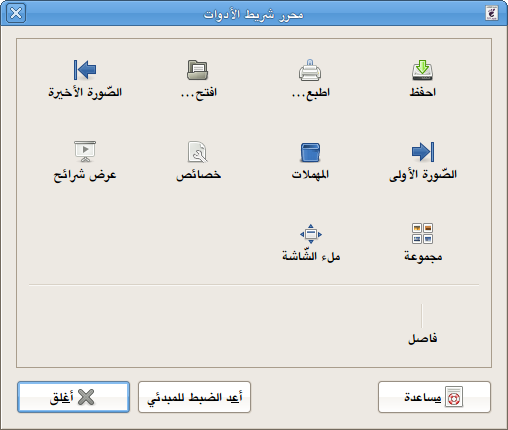 محرر شريط الأدوات
احفظ
اطبع...
افتح...
الصّورة الأخيرة
الصّورة الأولى
المهملات
خصائص
عرض شرائح
مجموعة
ملء الشّاشة
فاصل
مساعدة
أعد الضبط للمبدئي
أغلق